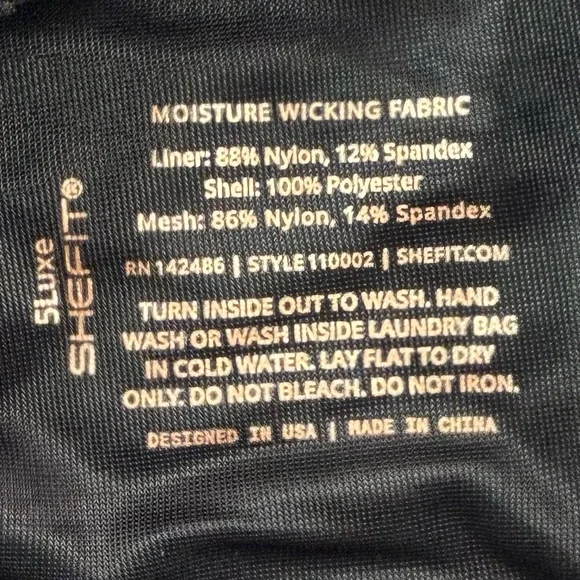 MOISTURE WICKING FABRIC
Liner: 88% Nylon, 12% Spandex
Shell: 100% Polyester
Mesh: 86% Nylon, 14% Spandex
RN 142486 | STYLE 110002 | SHEFIT.COM
TURN INSIDE OUT TO WASH. HAND
WASH OR WASH INSIDE LAUNDRY BAG
IN COLD WATER. LAY FLAT TO DRY
ONLY. DO NOT BLEACH. DO NOT IRON.
DESIGNED IN USA | MADE IN CHINA
5Luxe
SHEFIT®